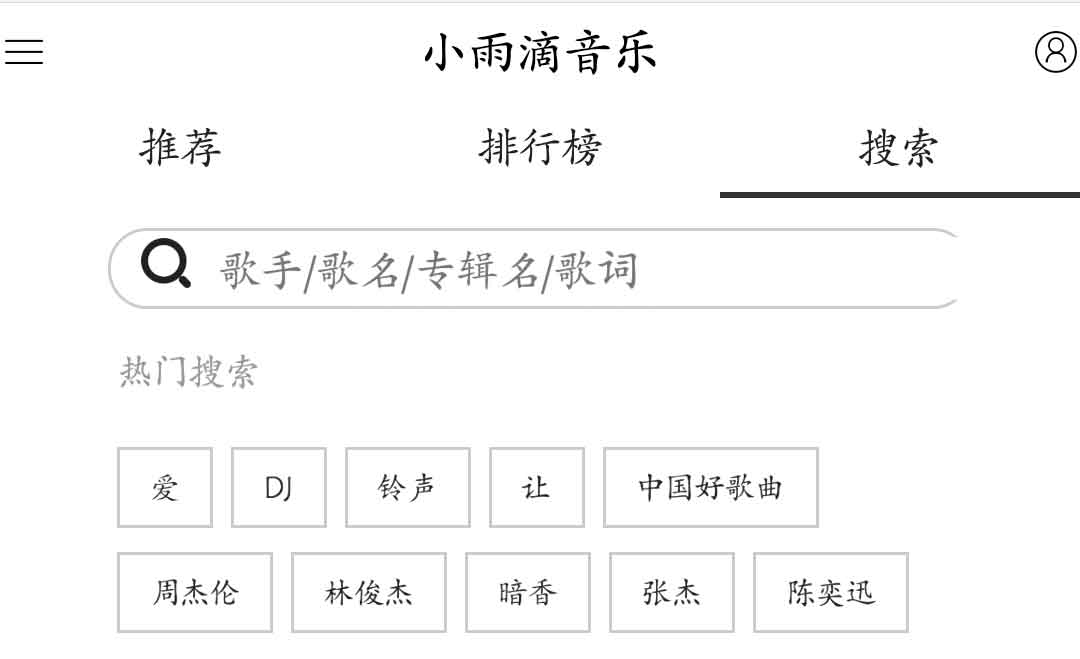 小雨滴音乐
推荐 排行榜 搜索
歌手/歌名/专辑名/歌词
热门搜索
爱 DJ 铃声 让 中国好歌曲
周杰伦 林俊杰 暗香 张杰 陈奕迅